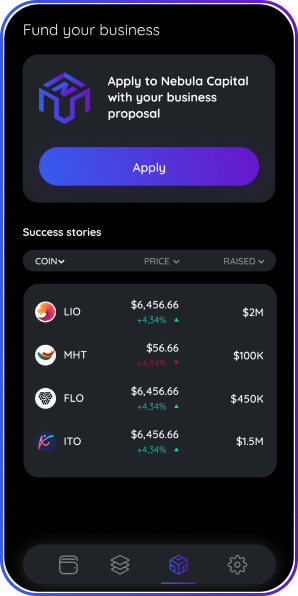 Fund your business
Apply to Nebula Capital
with your business
proposal
Apply
Success stories
COIN PRICE RAISED
LIO $6,456.66 $2M
+4,34%
MHT $56.66 $100K
+4,34%
FLO $6,456.66 $450K
+4,34%
ITO $6,456.66 $1.5M
+4,34%